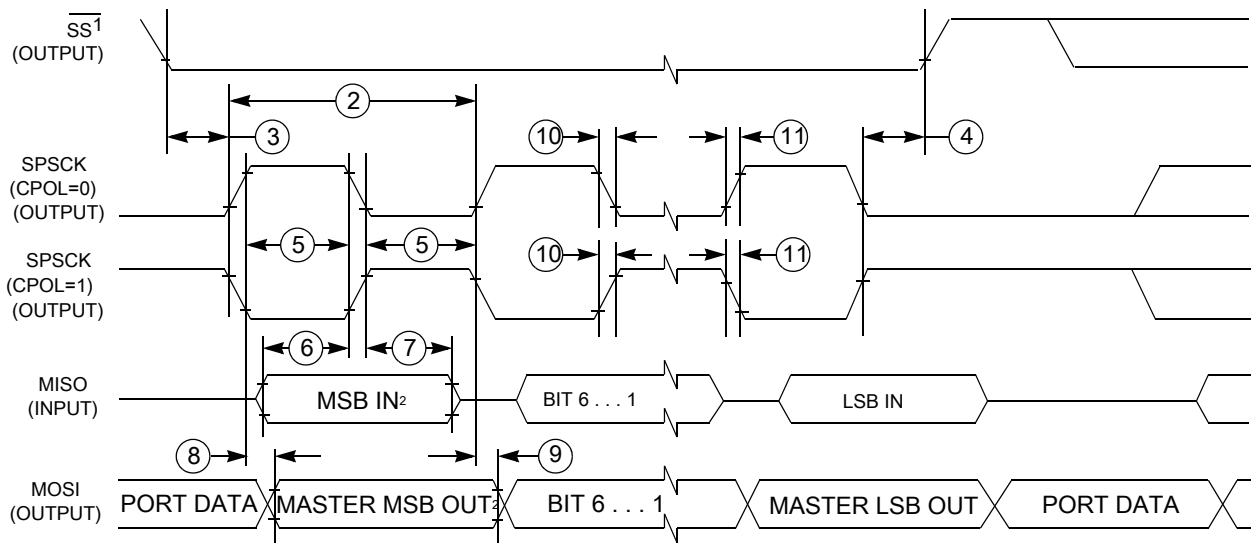 SS1
(OUTPUT)
2
3
10
11
4
SPSCK
(CPOL=0)
(OUTPUT)
5
5
SPSCK
(CPOL=1)
(OUTPUT)
10
11
6
7
MISO
(INPUT)
MSB IN2
BIT 6 . . . 1
LSB IN
8
9
MOSI
(OUTPUT)
PORT DATA
MASTER MSB OUT2
BIT 6 . . . 1
MASTER LSB OUT
PORT DATA